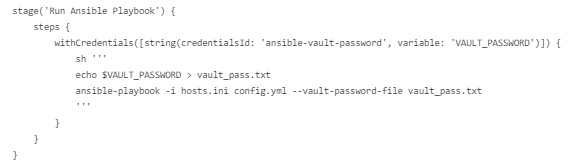 stage('Run Ansible Playbook') {
    steps {
        withCredentials([string(credentialsId: 'ansible-vault-password', variable: 'VAULT_PASSWORD')]) {
            sh '''
            echo $VAULT_PASSWORD > vault_pass.txt
            ansible-playbook -i hosts.ini config.yml --vault-password-file vault_pass.txt
            '''
        }
    }
}